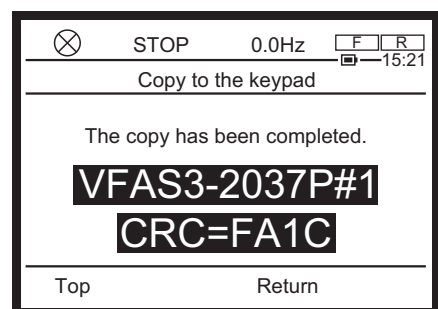 STOP 0.0Hz F R
15:21
Copy to the keypad
The copy has been completed.
VFAS3-2037P#1
CRC=FA1C
Top Return